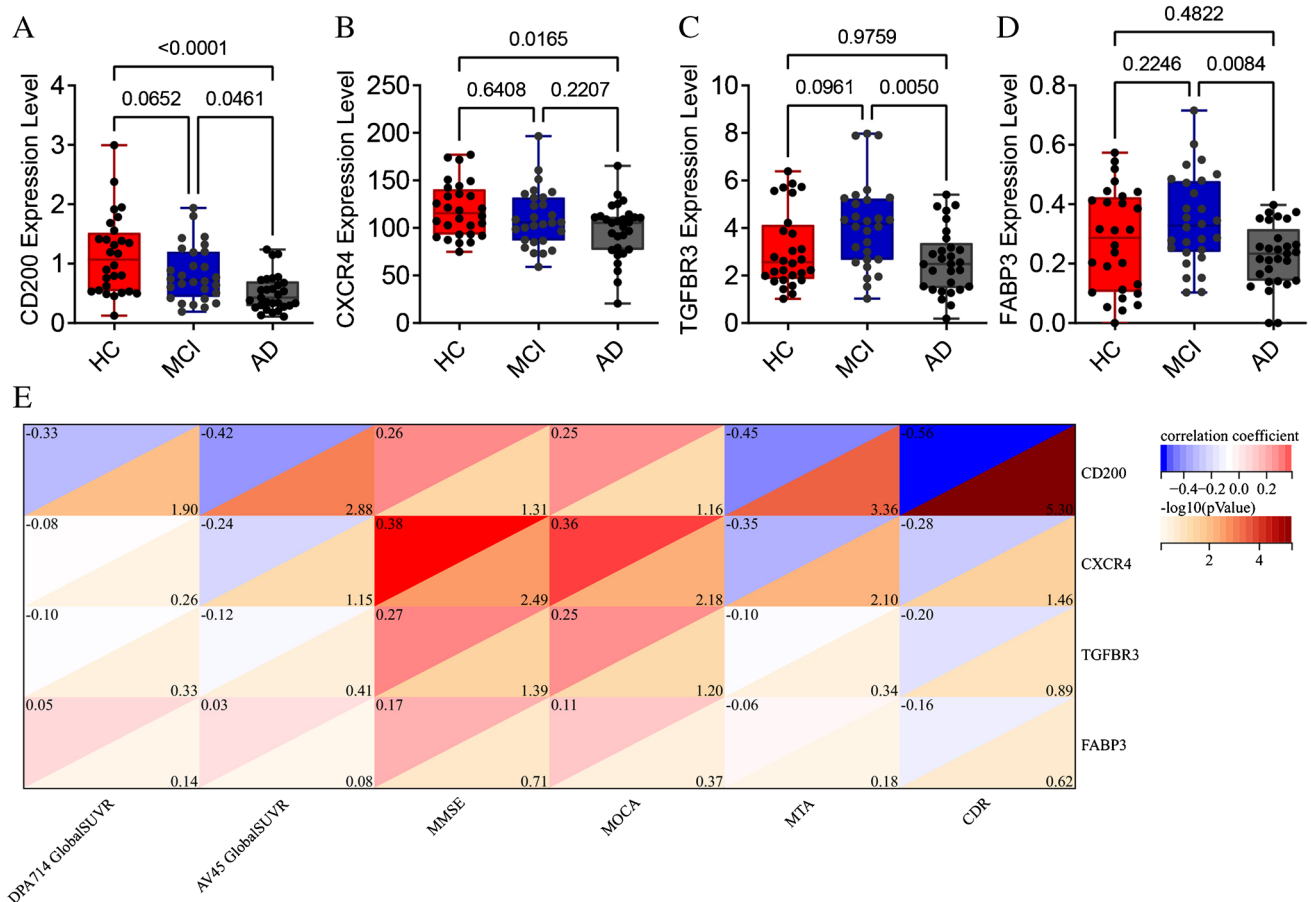 A
B
C
D
<0.0001
0.0652
0.0461
CD200 Expression Level
4
3
2
1
0
HC
MCI
AD
0.0165
0.6408
0.2207
CXCR4 Expression Level
250
200
150
100
50
0
HC
MCI
AD
0.9759
0.0961
0.0050
TGFBR3 Expression Level
10
8
6
4
2
0
HC
MCI
AD
0.4822
0.2246
0.0084
FABP3 Expression Level
0.8
0.6
0.4
0.2
0.0
HC
MCI
AD
E
-0.33
1.90
-0.42
2.88
0.26
1.31
0.25
1.16
-0.45
3.36
-0.56
5.30
CD200
-0.08
0.26
-0.24
1.15
0.38
2.49
0.36
2.18
-0.35
2.10
-0.28
1.46
CXCR4
-0.10
0.33
-0.12
0.41
0.27
1.39
0.25
1.20
-0.10
0.34
-0.20
0.89
TGFBR3
0.05
0.14
0.03
0.08
0.17
0.71
0.11
0.37
-0.06
0.18
-0.16
0.62
FABP3
DPA714 GlobalSUVR
AV45 GlobalSUVR
MMSE
MOCA
MTA
CDR
correlation coefficient
−0.4 −0.2 0.0 0.2
-log10(pValue)
2 4